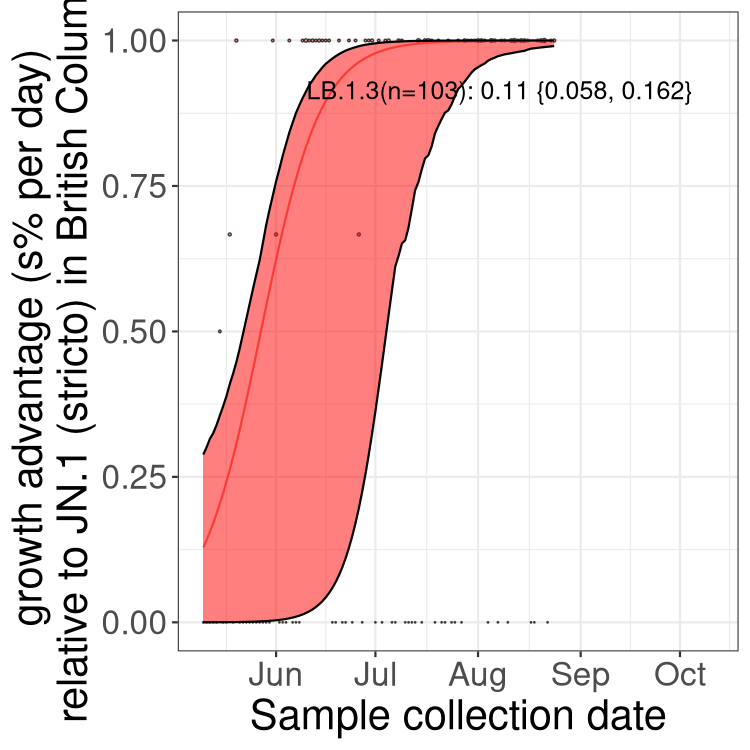 growth advantage (s% per day)
relative to JN.1 (stricto) in British Colum
1.00
0.75
0.50
0.25
0.00
LB.1.3(n=103): 0.11 {0.058, 0.162}
Jun Jul Aug Sep Oct
Sample collection date